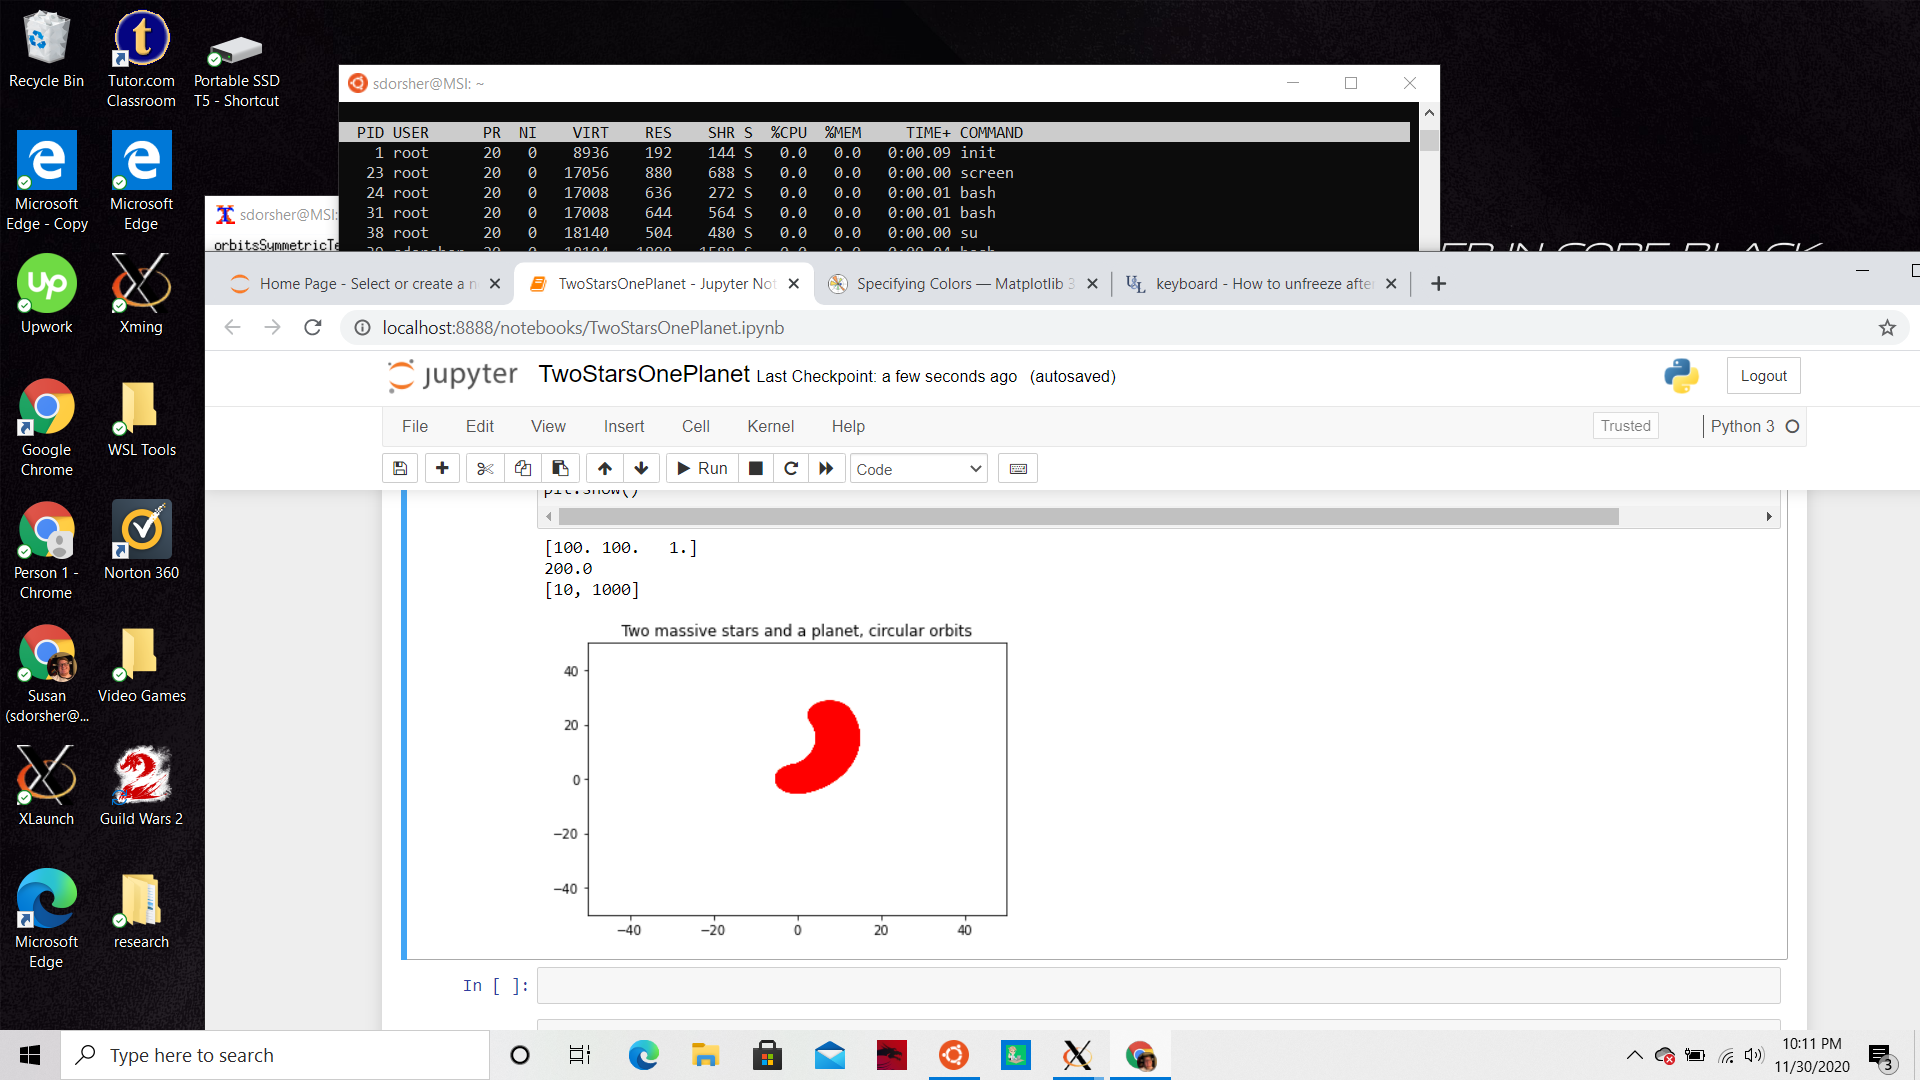 Recycle Bin
Tutor.com
Classroom
Portable SSD
T5 - Shortcut
Microsoft
Edge - Copy
Microsoft
Edge
Upwork
Xming
Google
Chrome
WSL Tools
Person 1 -
Chrome
Norton 360
Susan
(sdorsher@...
Video Games
XLaunch
Guild Wars 2
Microsoft
Edge
research
sdorsher@MSI: ~
PID USER PR NI VIRT RES SHR S %CPU %MEM TIME+ COMMAND
1 root 20 0 8936 192 144 S 0.0 0.0 0:00.09 init
23 root 20 0 17056 880 688 S 0.0 0.0 0:00.00 screen
24 root 20 0 17008 636 272 S 0.0 0.0 0:00.01 bash
31 root 20 0 17008 644 564 S 0.0 0.0 0:00.01 bash
38 root 20 0 18140 504 480 S 0.0 0.0 0:00.00 su
sdorsher@MSI:
orbitsSymmetricTe
Home Page - Select or create a n
TwoStarsOnePlanet - Jupyter Not
Specifying Colors — Matplotlib 3
keyboard - How to unfreeze after
localhost:8888/notebooks/TwoStarsOnePlanet.ipynb
jupyter TwoStarsOnePlanet Last Checkpoint: a few seconds ago (autosaved)
Logout
File Edit View Insert Cell Kernel Help
Trusted
Python 3
Run
Code
plt.show()
[100. 100. 1.]
200.0
[10, 1000]
Two massive stars and a planet, circular orbits
40
20
0
−20
−40
−40 −20 0 20 40
In [ ]:
Type here to search
10:11 PM
11/30/2020
3